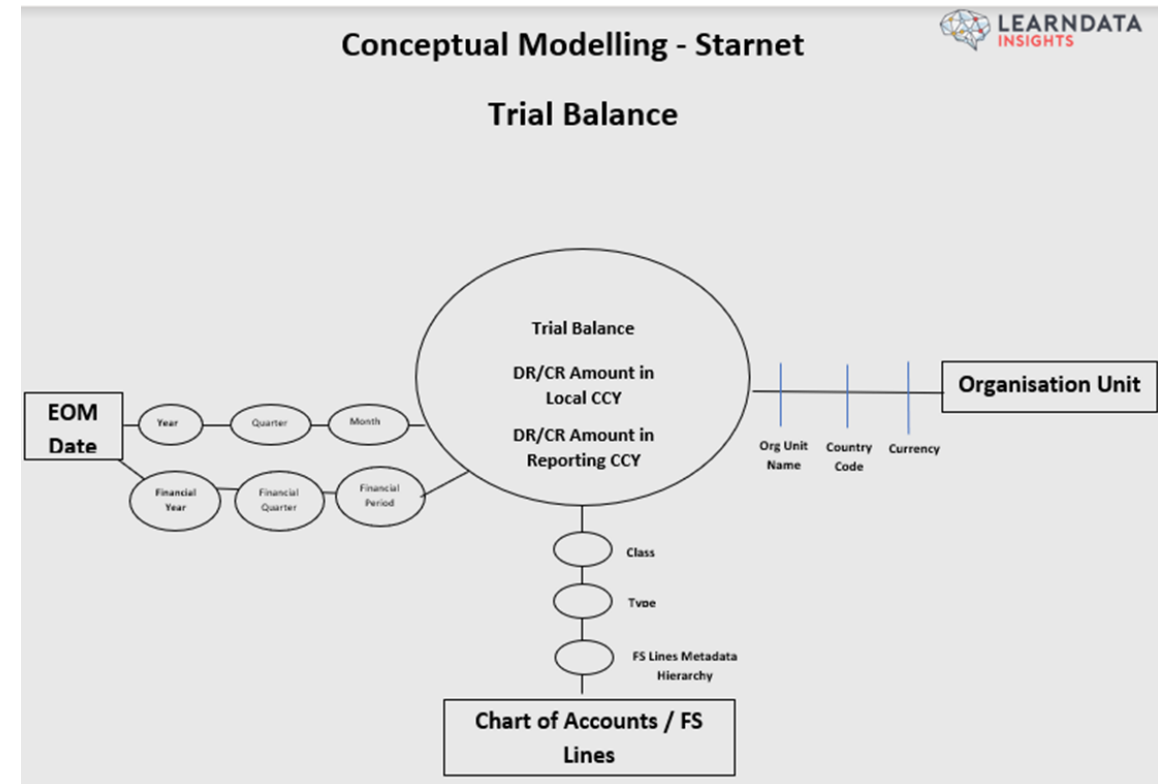 LEARNDATA
INSIGHTS
Conceptual Modelling - Starnet
Trial Balance
Trial Balance
DR/CR Amount in
Local CCY
DR/CR Amount in
Reporting CCY
EOM
Date
Year
Quarter
Month
Financial
Year
Financial
Quarter
Financial
Period
Org Unit
Name
Country
Code
Currency
Organisation Unit
Class
Type
FS Lines Metadata
Hierarchy
Chart of Accounts / FS
Lines